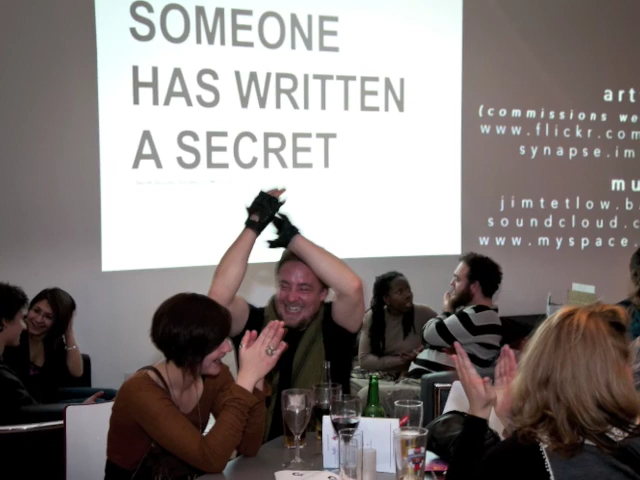 SOMEONE
HAS WRITTEN
A SECRET
art
(commissions we
www.flickr.com
synapse.im
mu
jimtetlow.b
soundcloud.c
www.myspace.